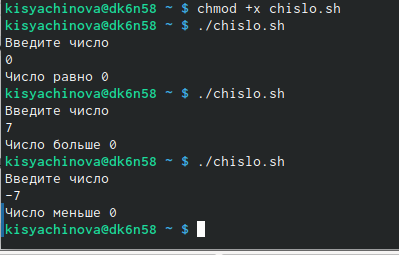 kisyachinova@dk6n58 ~ $ chmod +x chislo.sh
kisyachinova@dk6n58 ~ $ ./chislo.sh
Введите число
0
Число равно 0
kisyachinova@dk6n58 ~ $ ./chislo.sh
Введите число
7
Число больше 0
kisyachinova@dk6n58 ~ $ ./chislo.sh
Введите число
-7
Число меньше 0
kisyachinova@dk6n58 ~ $